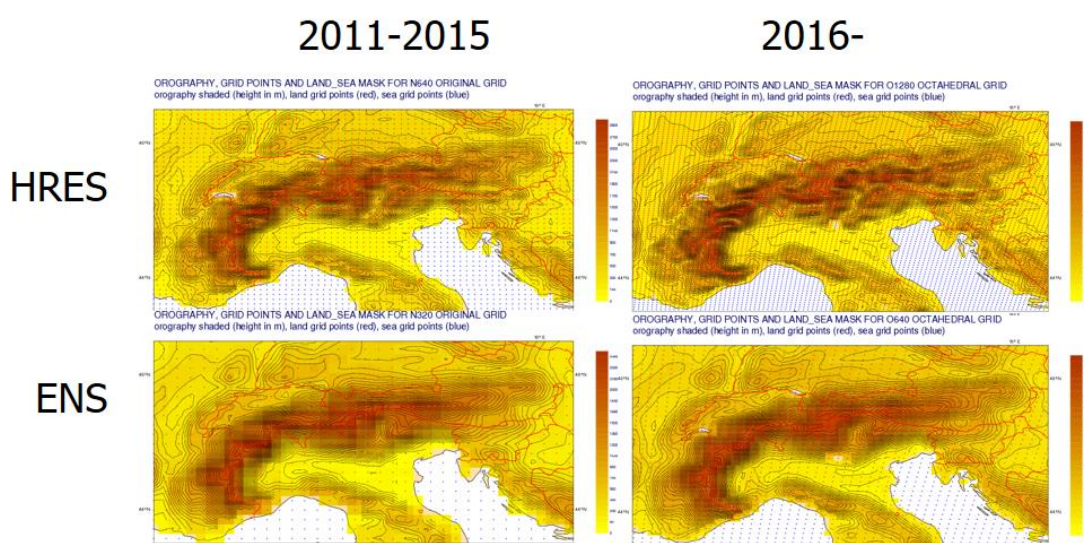 2011-2015
2016-
HRES
OROGRAPHY, GRID POINTS AND LAND_SEA MASK FOR N640 ORIGINAL GRID
orography shaded (height in m), land grid points (red), sea grid points (blue)
OROGRAPHY, GRID POINTS AND LAND_SEA MASK FOR O1280 OCTAHEDRAL GRID
orography shaded (height in m), land grid points (red), sea grid points (blue)
ENS
OROGRAPHY, GRID POINTS AND LAND_SEA MASK FOR N320 ORIGINAL GRID
orography shaded (height in m), land grid points (red), sea grid points (blue)
OROGRAPHY, GRID POINTS AND LAND_SEA MASK FOR O640 OCTAHEDRAL GRID
orography shaded (height in m), land grid points (red), sea grid points (blue)